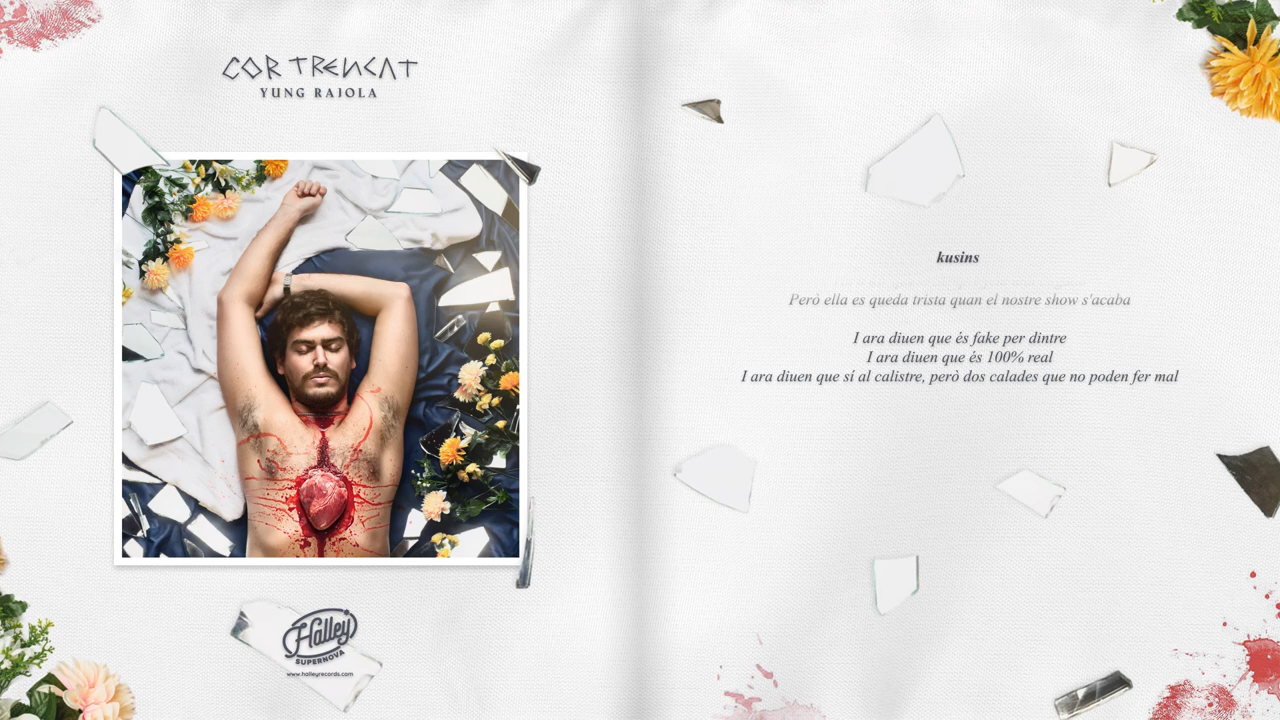 COR TRENCAT
YUNG RAJOLA
Halley
SUPERNOVA
www.halleyrecords.com
kusins
Però ella es queda trista quan el nostre show s'acaba
I ara diuen que és fake per dintre
I ara diuen que és 100% real
I ara diuen que sí al calistre, però dos calades que no poden fer mal